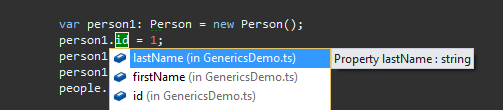 var person1: Person = new Person();
person1.id = 1;
person1
lastName (in GenericsDemo.ts)
Property lastName : string
person1
firstName (in GenericsDemo.ts)
people.
id (in GenericsDemo.ts)